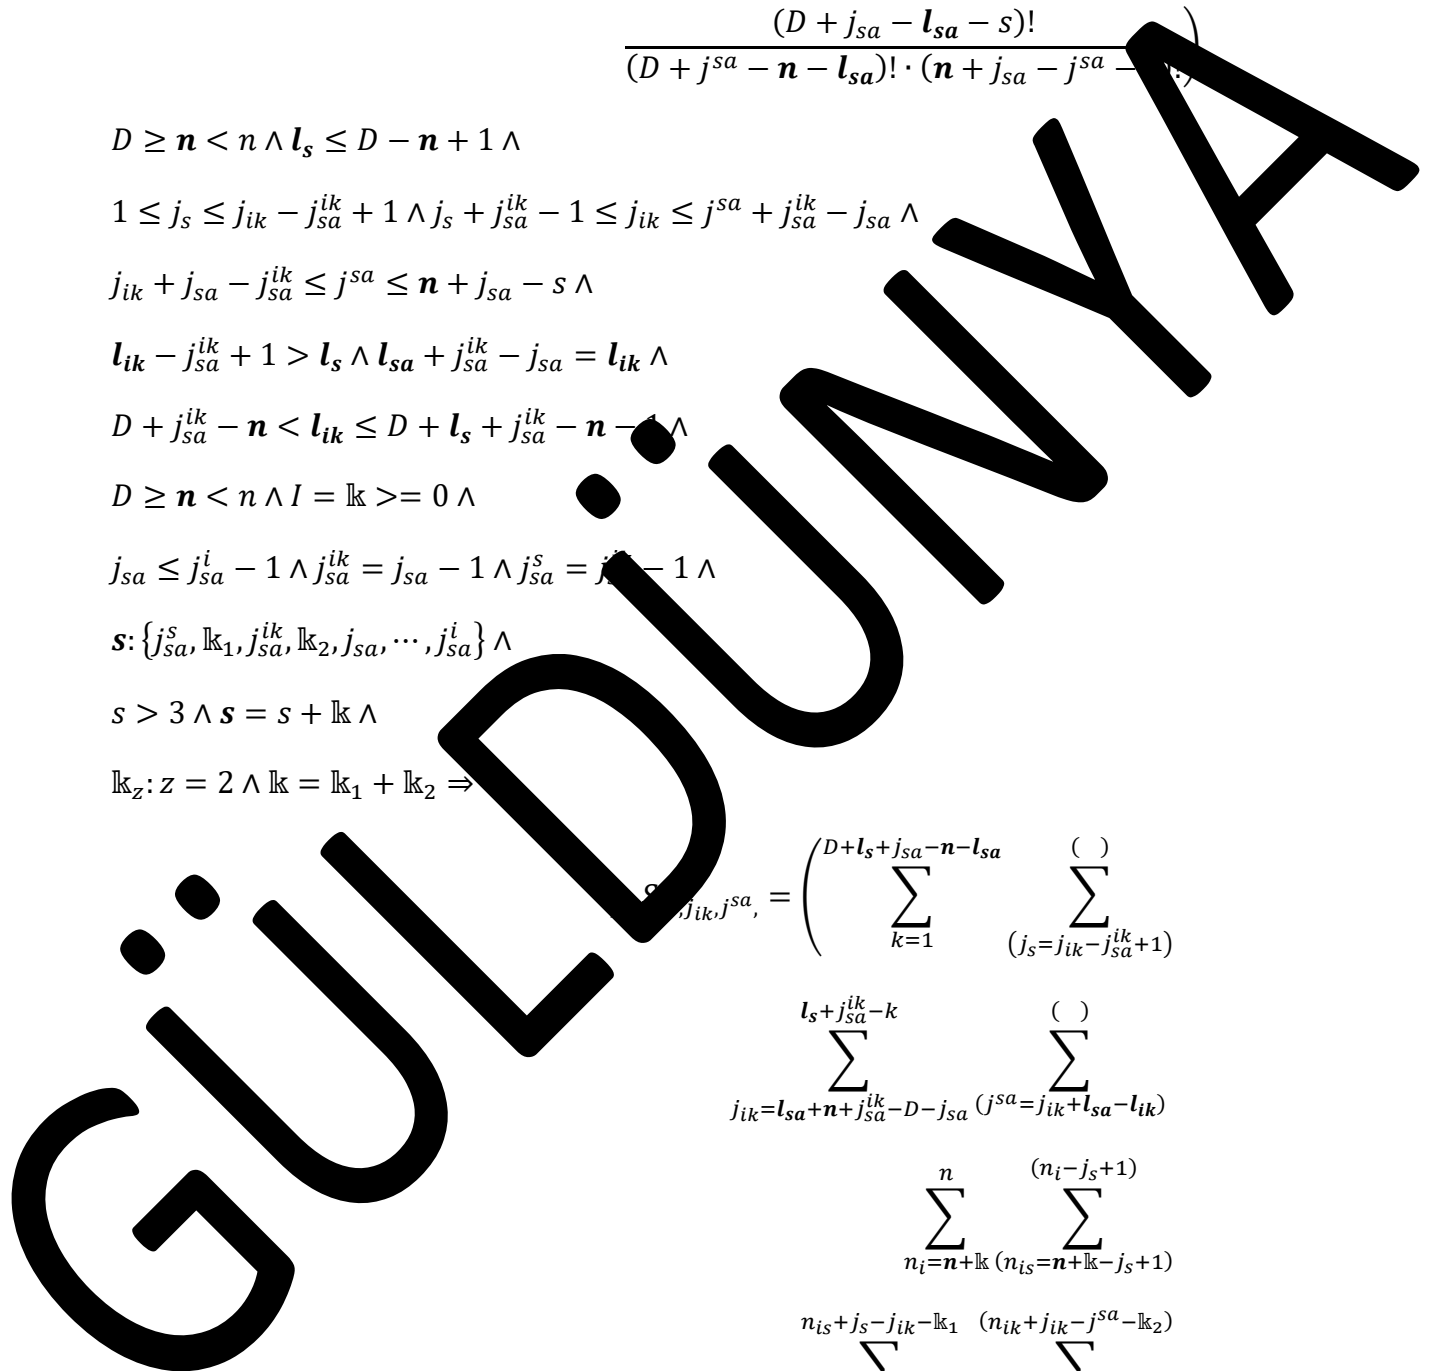 (D + j_{sa} − l_{sa} − s)!
(D + j^{sa} − n − l_{sa})! · (n + j_{sa} − j^{sa} −
D ≥ n < n ∧ l_s ≤ D − n + 1 ∧
1 ≤ j_s ≤ j_{ik} − j_{sa}^{ik} + 1 ∧ j_s + j_{sa}^{ik} − 1 ≤ j_{ik} ≤ j^{sa} + j_{sa}^{ik} − j_{sa} ∧
j_{ik} + j_{sa} − j_{sa}^{ik} ≤ j^{sa} ≤ n + j_{sa} − s ∧
l_{ik} − j_{sa}^{ik} + 1 > l_s ∧ l_{sa} + j_{sa}^{ik} − j_{sa} = l_{ik} ∧
D + j_{sa}^{ik} − n < l_{ik} ≤ D + l_s + j_{sa}^{ik} − n − 1 ∧
D ≥ n < n ∧ I = 𝕜 >= 0 ∧
j_{sa} ≤ j_{sa}^{i} − 1 ∧ j_{sa}^{ik} = j_{sa} − 1 ∧ j_{sa}^{s} = j_{sa}^{ik} − 1 ∧
s: {j_{sa}^{s}, 𝕜_1, j_{sa}^{ik}, 𝕜_2, j_{sa}, ⋯ , j_{sa}^{i}} ∧
s > 3 ∧ s = s + 𝕜 ∧
𝕜_z: z = 2 ∧ 𝕜 = 𝕜_1 + 𝕜_2 ⇒
D+l_s+j_{sa}−n−l_{sa} ( )
,j_{ik},j^{sa}, = ( ∑ ∑
k=1 (j_s=j_{ik}−j_{sa}^{ik}+1)
l_s+j_{sa}^{ik}−k ( )
∑ ∑
j_{ik}=l_{sa}+n+j_{sa}^{ik}−D−j_{sa} (j^{sa}=j_{ik}+l_{sa}−l_{ik})
n (n_i−j_s+1)
∑ ∑
n_i=n+𝕜 (n_{is}=n+𝕜−j_s+1)
n_{is}+j_s−j_{ik}−𝕜_1 (n_{ik}+j_{ik}−j^{sa}−𝕜_2)
∑ ∑
GÜLDÜNYA